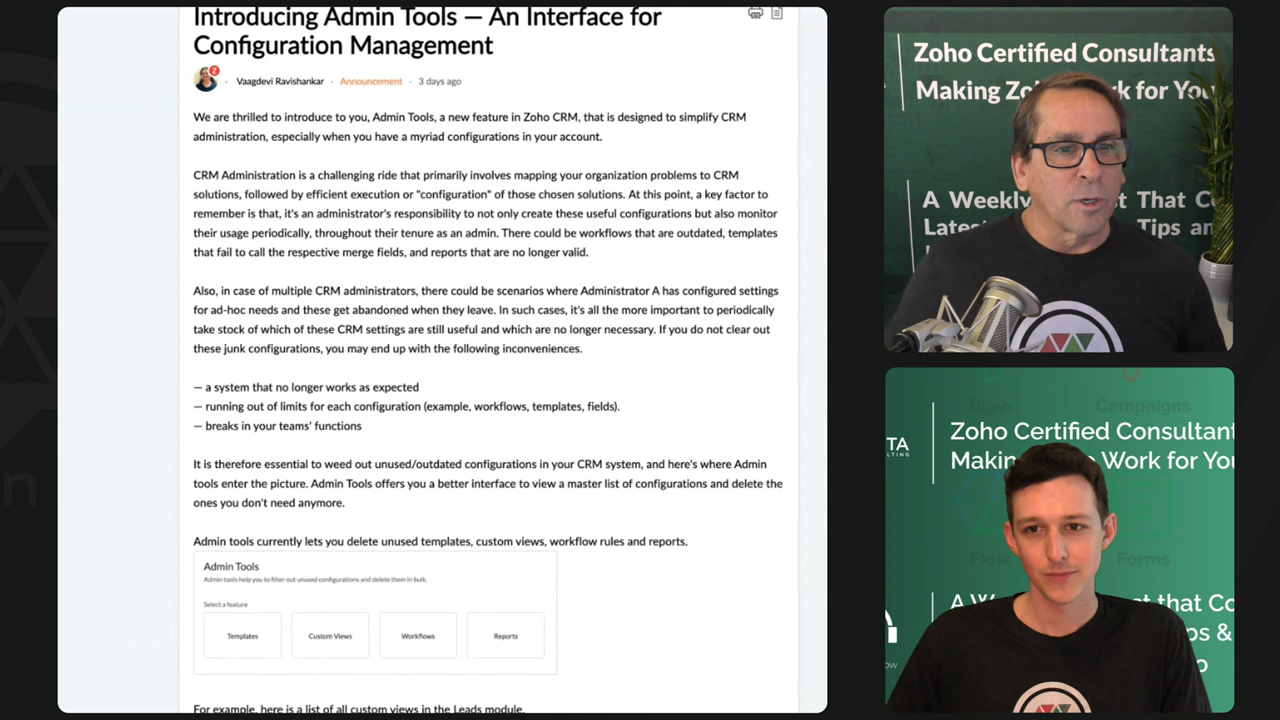 Introducing Admin Tools — An Interface for
Configuration Management
2
Vaagdevi Ravishankar · Announcement · 3 days ago
We are thrilled to introduce to you, Admin Tools, a new feature in Zoho CRM, that is designed to simplify CRM
administration, especially when you have a myriad configurations in your account.
CRM Administration is a challenging ride that primarily involves mapping your organization problems to CRM
solutions, followed by efficient execution or "configuration" of those chosen solutions. At this point, a key factor to
remember is that, it's an administrator's responsibility to not only create these useful configurations but also monitor
their usage periodically, throughout their tenure as an admin. There could be workflows that are outdated, templates
that fail to call the respective merge fields, and reports that are no longer valid.
Also, in case of multiple CRM administrators, there could be scenarios where Administrator A has configured settings
for ad-hoc needs and these get abandoned when they leave. In such cases, it's all the more important to periodically
take stock of which of these CRM settings are still useful and which are no longer necessary. If you do not clear out
these junk configurations, you may end up with the following inconveniences.
— a system that no longer works as expected
— running out of limits for each configuration (example, workflows, templates, fields).
— breaks in your teams' functions
It is therefore essential to weed out unused/outdated configurations in your CRM system, and here's where Admin
tools enter the picture. Admin Tools offers you a better interface to view a master list of configurations and delete the
ones you don't need anymore.
Admin tools currently lets you delete unused templates, custom views, workflow rules and reports.
Admin Tools
Admin tools help you to filter out unused configurations and delete them in bulk.
Select a feature
Templates
Custom Views
Workflows
Reports
For example, here is a list of all custom views in the Leads module.
Zoho Certified Consultants
Making Zo k for You
A Weekly t That Co
Lates Tips an
Bigin
Campaigns
TA
LTING
Zoho Certified Consultant
Making Work for Yo
Flow
Forms
A W t that Co
ps &
o